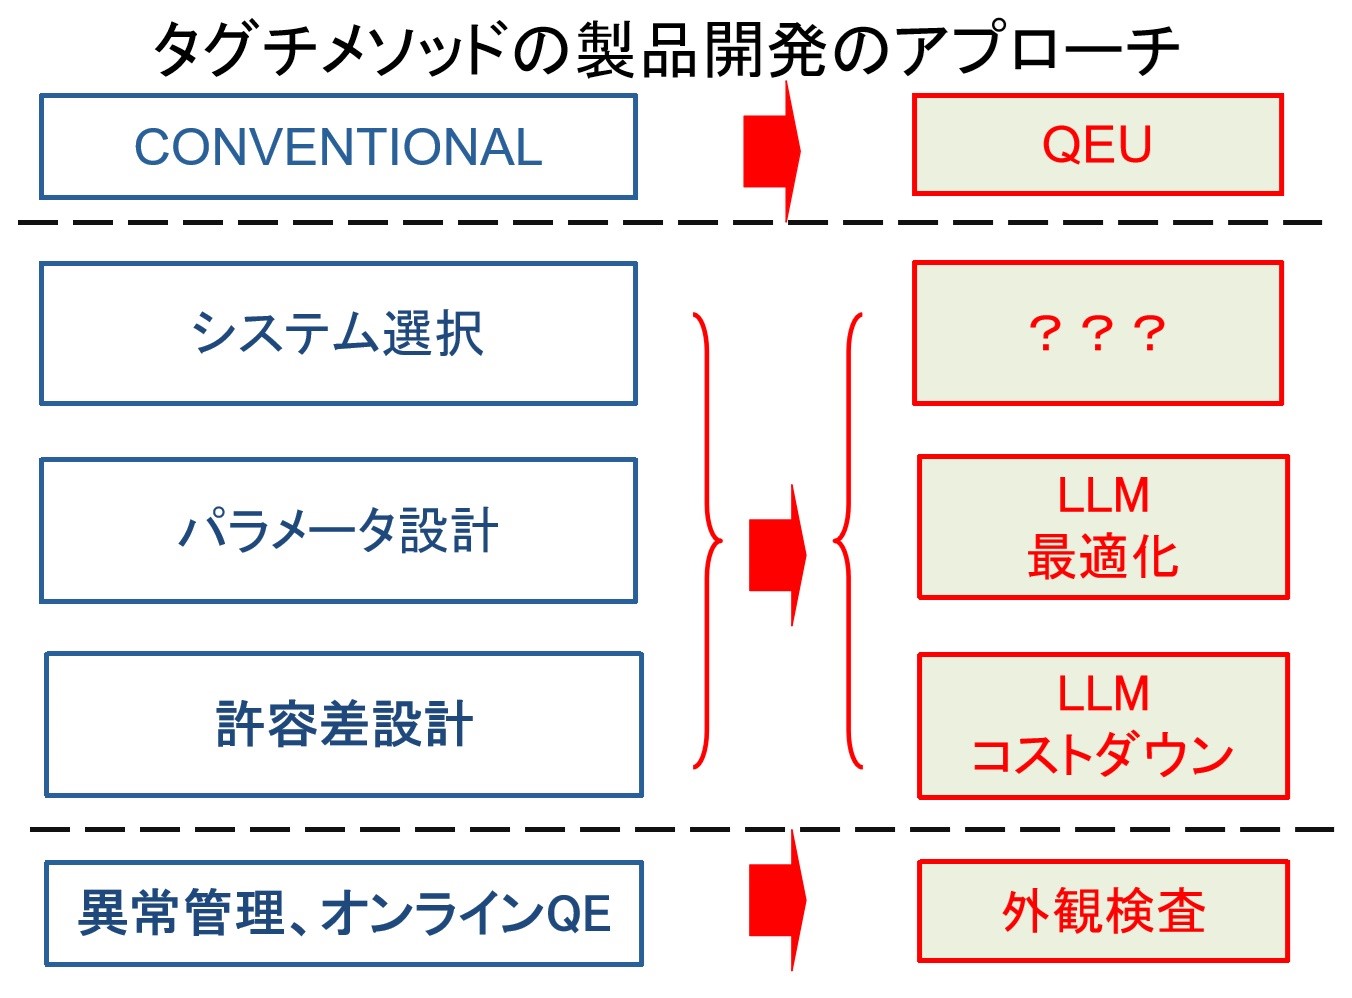 タグチメソッドの製品開発のアプローチ
CONVENTIONAL
QEU
システム選択
？？？
パラメータ設計
LLM
最適化
許容差設計
LLM
コストダウン
異常管理、オンラインQE
外観検査